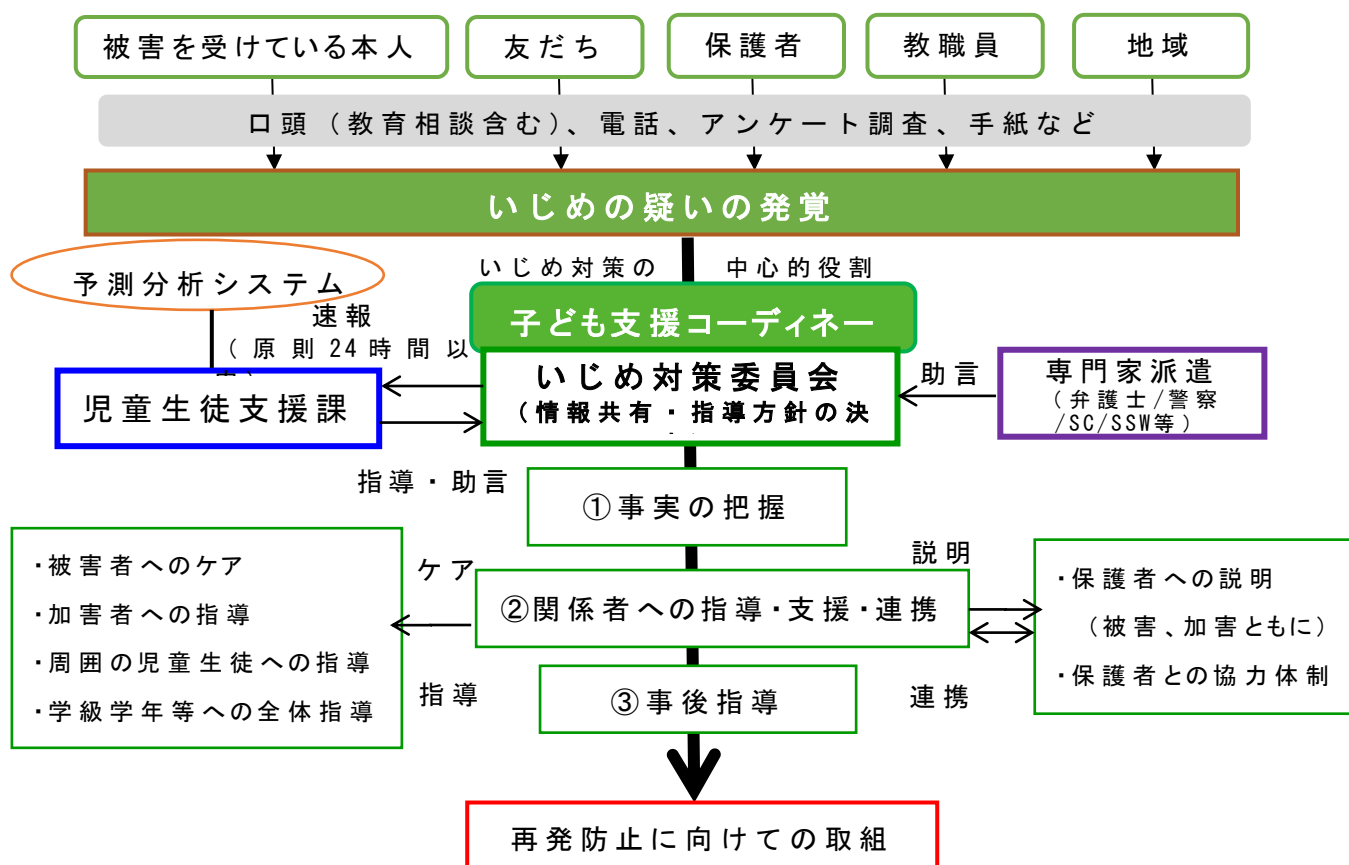 被害を受けている本人
友だち
保護者
教職員
地域
口頭（教育相談含む）、電話、アンケート調査、手紙など
いじめの疑いの発覚
いじめ対策の　中心的役割
予測分析システム
子ども支援コーディネー
速報
（原則24時間以
いじめ対策委員会
（情報共有・指導方針の決
児童生徒支援課
助言
専門家派遣
（弁護士/警察
/SC/SSW等）
指導・助言
①事実の把握
・被害者へのケア
・加害者への指導
・周囲の児童生徒への指導
・学級学年等への全体指導
ケア
指導
②関係者への指導・支援・連携
説明
連携
・保護者への説明
（被害、加害ともに）
・保護者との協力体制
③事後指導
再発防止に向けての取組